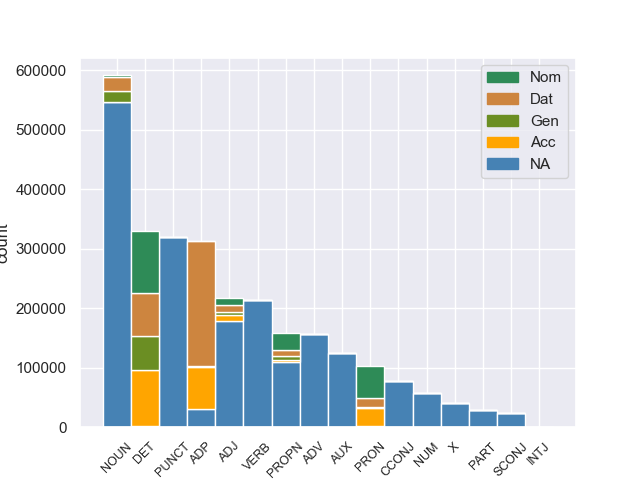 600000
500000
400000
300000
200000
100000
0
count
Nom
Dat
Gen
Acc
NA
NOUN
DET
PUNCT
ADP
ADJ
VERB
PROPN
ADV
AUX
PRON
CCONJ
NUM
X
PART
SCONJ
INTJ